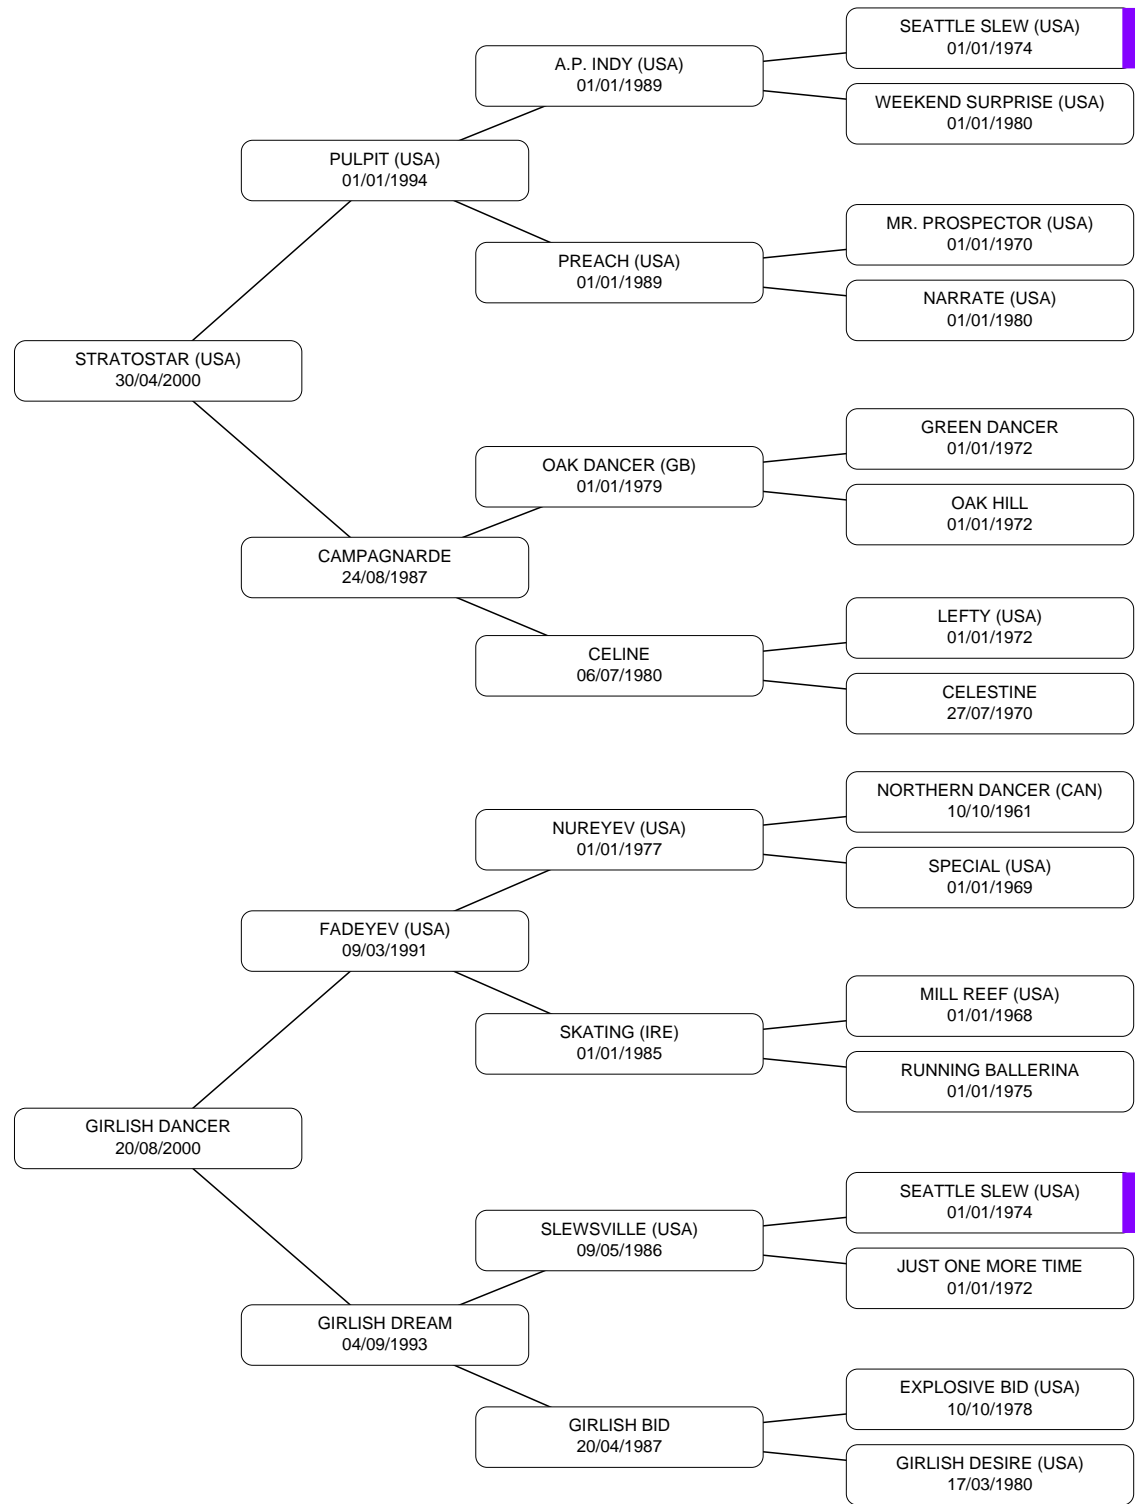 SEATTLE SLEW (USA)
01/01/1974
A.P. INDY (USA)
01/01/1989
WEEKEND SURPRISE (USA)
01/01/1980
PULPIT (USA)
01/01/1994
MR. PROSPECTOR (USA)
01/01/1970
PREACH (USA)
01/01/1989
NARRATE (USA)
01/01/1980
STRATOSTAR (USA)
30/04/2000
GREEN DANCER
01/01/1972
OAK DANCER (GB)
01/01/1979
OAK HILL
01/01/1972
CAMPAGNARDE
24/08/1987
LEFTY (USA)
01/01/1972
CELINE
06/07/1980
CELESTINE
27/07/1970
NORTHERN DANCER (CAN)
10/10/1961
NUREYEV (USA)
01/01/1977
SPECIAL (USA)
01/01/1969
FADEYEV (USA)
09/03/1991
MILL REEF (USA)
01/01/1968
SKATING (IRE)
01/01/1985
RUNNING BALLERINA
01/01/1975
GIRLISH DANCER
20/08/2000
SEATTLE SLEW (USA)
01/01/1974
SLEWSVILLE (USA)
09/05/1986
JUST ONE MORE TIME
01/01/1972
GIRLISH DREAM
04/09/1993
EXPLOSIVE BID (USA)
10/10/1978
GIRLISH BID
20/04/1987
GIRLISH DESIRE (USA)
17/03/1980